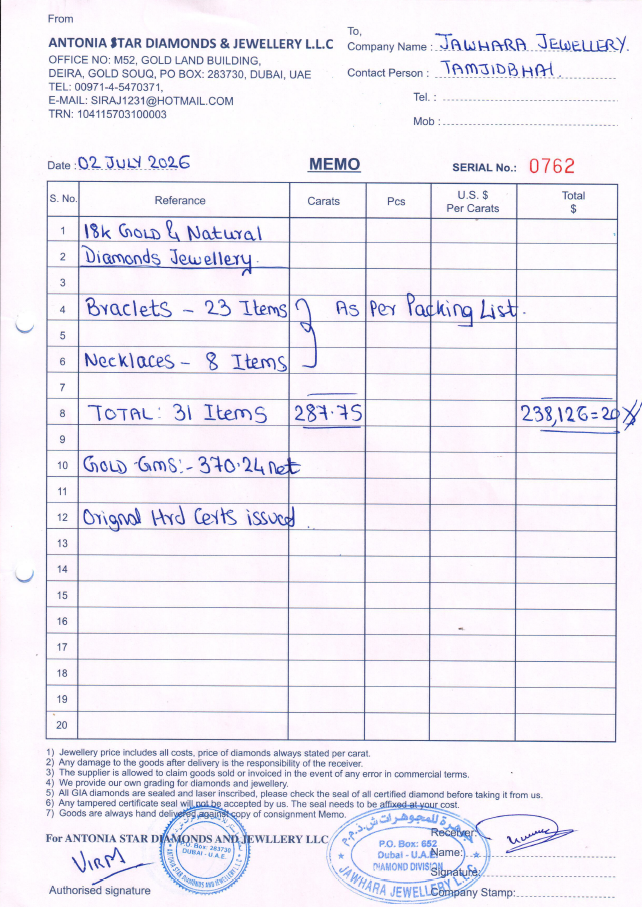 From
ANTONIA STAR DIAMONDS & JEWELLERY L.L.C
OFFICE NO: M52, GOLD LAND BUILDING,
DEIRA, GOLD SOUQ, PO BOX: 283730, DUBAI, UAE
TEL: 00971-4-5470371,
E-MAIL: SIRAJ1231@HOTMAIL.COM
TRN: 104115703100003
To,
Company Name : JAWHARA JEWELLERY.
Contact Person : TAMJIDBHAI.
Tel. :
Mob :
Date : 02 JULY 2026
MEMO
SERIAL No.: 0762
S. No. Referance Carats Pcs U.S. $ Per Carats Total $
1 18k Gold & Natural
2 Diamonds Jewellery.
3
4 Braclets - 23 Items As Per Packing List.
5
6 Necklaces - 8 Items
7
8 TOTAL: 31 Items 287.75 238,126=20
9
10 Gold Gms:- 370.24 net
11
12 Orignal Hrd Certs issued
13
14
15
16
17
18
19
20
1) Jewellery price includes all costs, price of diamonds always stated per carat.
2) Any damage to the goods after delivery is the responsibility of the receiver.
3) The supplier is allowed to claim goods sold or invoiced in the event of any error in commercial terms.
4) We provide our own grading for diamonds and jewellery.
5) All GIA diamonds are sealed and laser inscribed, please check the seal of all certified diamond before taking it from us.
6) Any tampered certificate seal will not be accepted by us. The seal needs to be affixed at your cost.
7) Goods are always hand delivered against copy of consignment Memo.
For ANTONIA STAR DIAMONDS AND JEWLLERY LLC
VIRAJ
Authorised signature
P.O. Box: 283730
DUBAI - U.A.E.
ANTONIA STAR DIAMONDS AND JEWELLERY
جوهرة للمجوهرات ش.ذ.م.م
P.O. Box: 652
Dubai - U.A.E
DIAMOND DIVISION
JAWHARA JEWELLERY L.L.C
Receiver:
Name:
Signature:
Company Stamp: